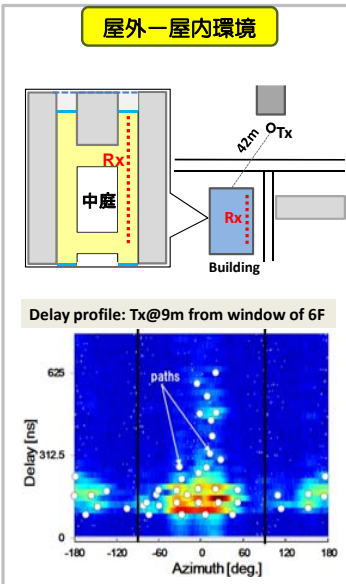 屋外ー屋内環境
Tx
42m
Rx
中庭
Rx
Building
Delay profile: Tx@9m from window of 6F
paths
625
312.5
0
Delay [ns]
-180
-120
-60
0
60
120
180
Azimuth [deg.]